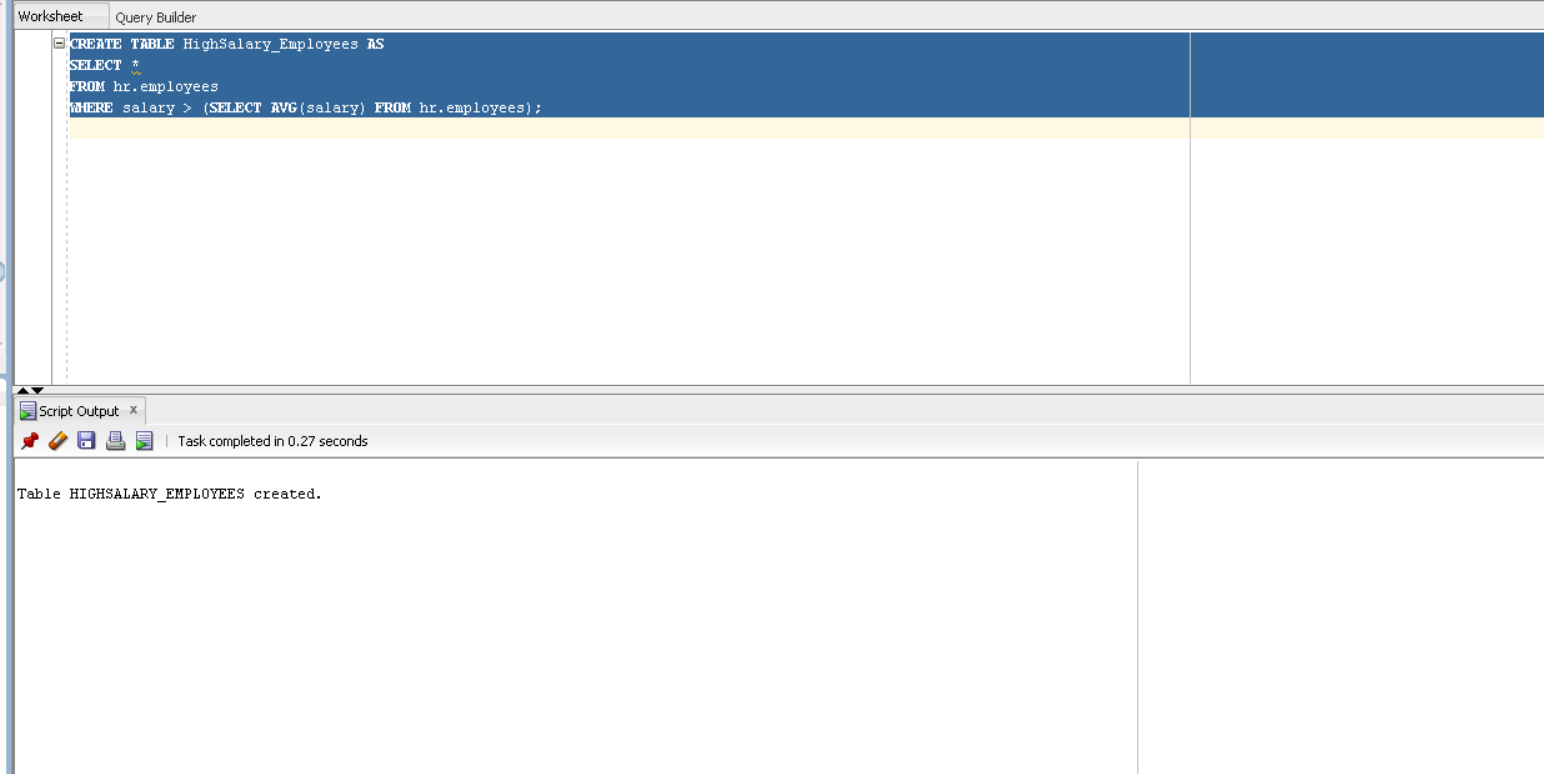 Worksheet Query Builder
CREATE TABLE HighSalary_Employees AS
SELECT *
FROM hr.employees
WHERE salary > (SELECT AVG(salary) FROM hr.employees);
Script Output x
Task completed in 0.27 seconds
Table HIGHSALARY_EMPLOYEES created.